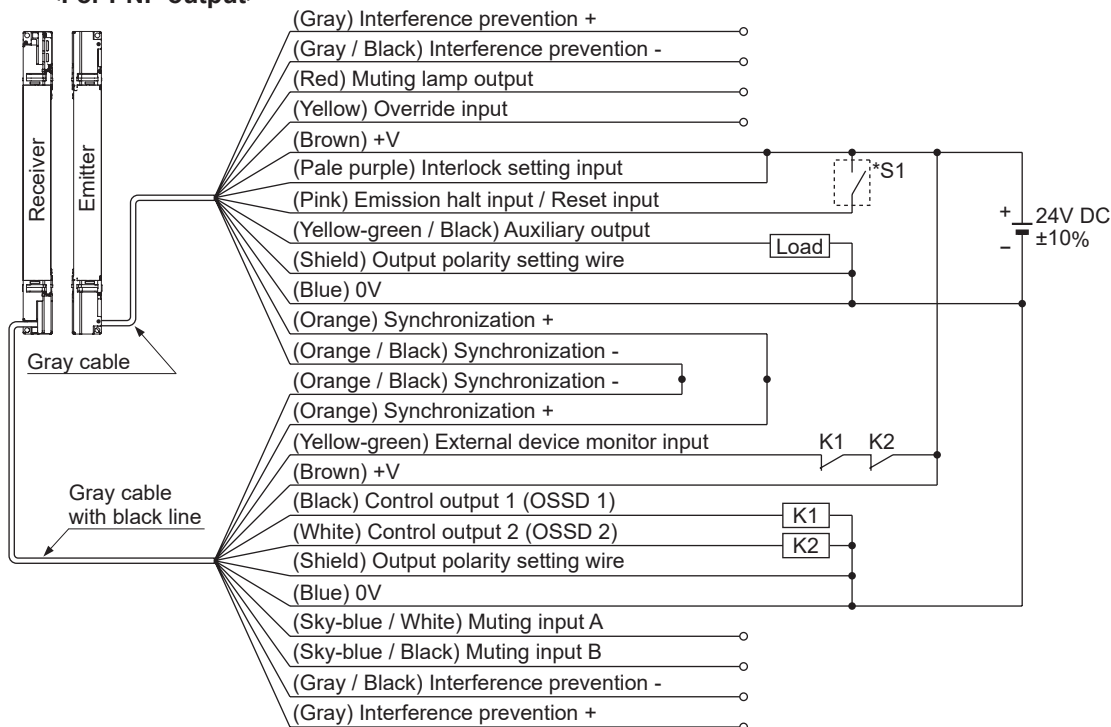 <For PNP output>
(Gray) Interference prevention +
(Gray / Black) Interference prevention -
(Red) Muting lamp output
(Yellow) Override input
(Brown) +V
(Pale purple) Interlock setting input
*S1
(Pink) Emission halt input / Reset input
(Yellow-green / Black) Auxiliary output
Load
+
24V DC
±10%
−
(Shield) Output polarity setting wire
(Blue) 0V
(Orange) Synchronization +
(Orange / Black) Synchronization -
Receiver
Emitter
Gray cable
(Orange / Black) Synchronization -
(Orange) Synchronization +
(Yellow-green) External device monitor input
K1 K2
(Brown) +V
Gray cable
with black line
(Black) Control output 1 (OSSD 1)
K1
(White) Control output 2 (OSSD 2)
K2
(Shield) Output polarity setting wire
(Blue) 0V
(Sky-blue / White) Muting input A
(Sky-blue / Black) Muting input B
(Gray / Black) Interference prevention -
(Gray) Interference prevention +